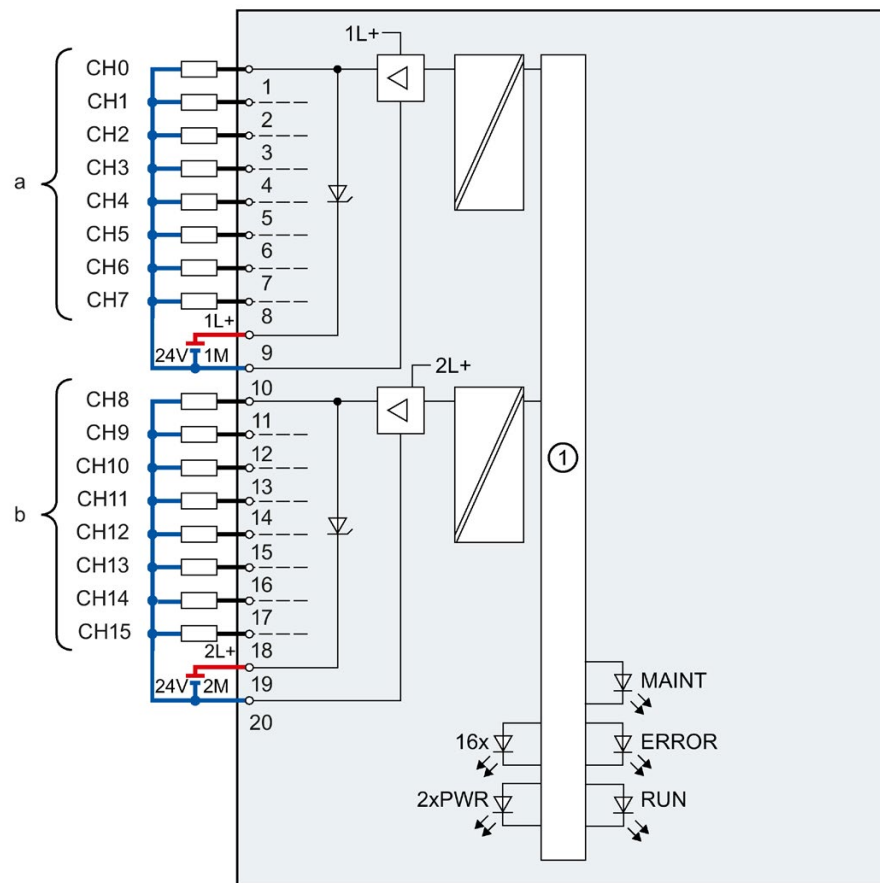 1L+
CH0
1
CH1
2
CH2
3
a
CH3
4
CH4
5
CH5
6
CH6
7
CH7
8
1L+
24V 1M
9
2L+
10
CH8
11
CH9
12
CH10
13
1
CH11
14
b
CH12
15
CH13
16
CH14
17
CH15
18
2L+
24V 2M
19
20
MAINT
16x
ERROR
2xPWR
RUN